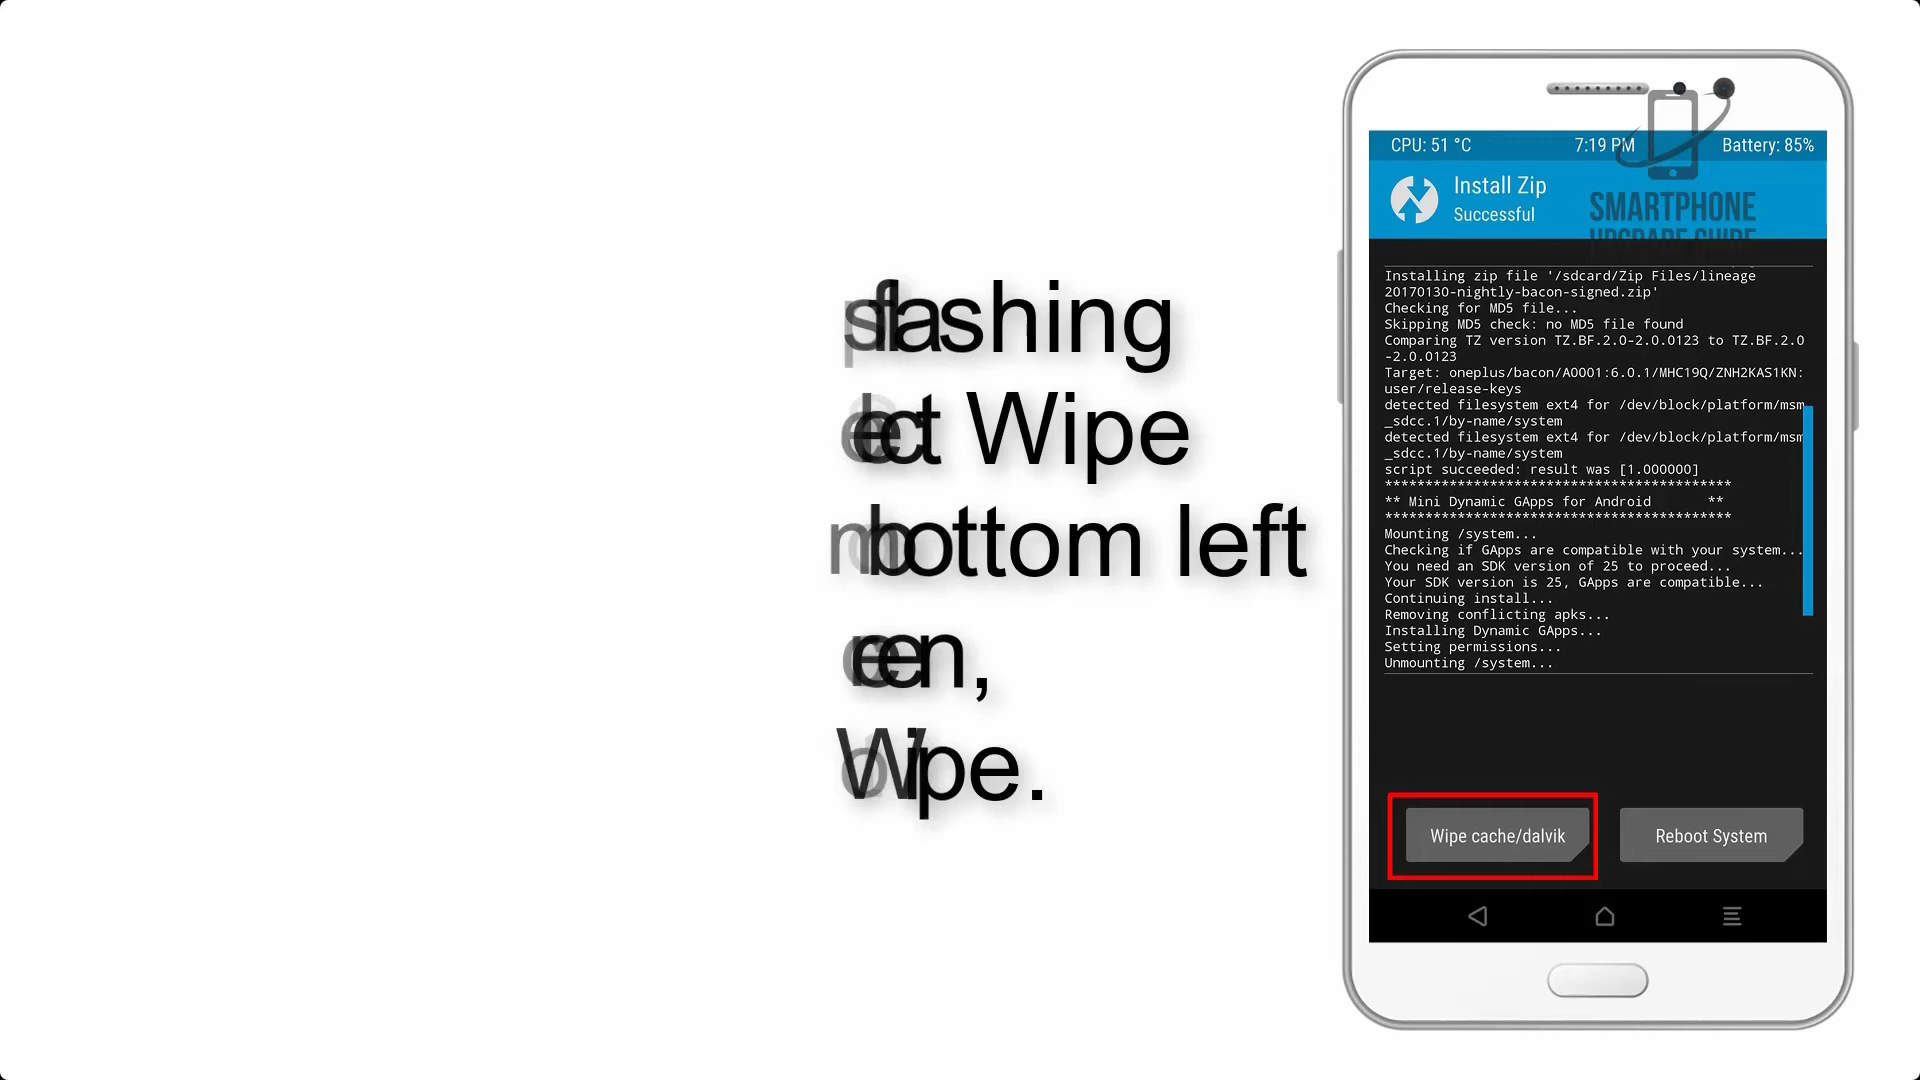 flashing
Wipe
bottom left
Wipe.
CPU: 51 °C 7:19 PM Battery: 85%
Install Zip
Successful
SMARTPHONE
UPGRADE GUIDE
Installing zip file '/sdcard/Zip Files/lineage
20170130-nightly-bacon-signed.zip'
Checking for MD5 file...
Skipping MD5 check: no MD5 file found
Comparing TZ version TZ.BF.2.0-2.0.0123 to TZ.BF.2.0
-2.0.0123
Target: oneplus/bacon/A0001:6.0.1/MHC19Q/ZNH2KAS1KN:
user/release-keys
detected filesystem ext4 for /dev/block/platform/msm
_sdcc.1/by-name/system
detected filesystem ext4 for /dev/block/platform/msm
_sdcc.1/by-name/system
script succeeded: result was [1.000000]
*******************************************
** Mini Dynamic GApps for Android **
*******************************************
Mounting /system...
Checking if GApps are compatible with your system...
You need an SDK version of 25 to proceed...
Your SDK version is 25, GApps are compatible...
Continuing install...
Removing conflicting apks...
Installing Dynamic GApps...
Setting permissions...
Unmounting /system...
Wipe cache/dalvik
Reboot System